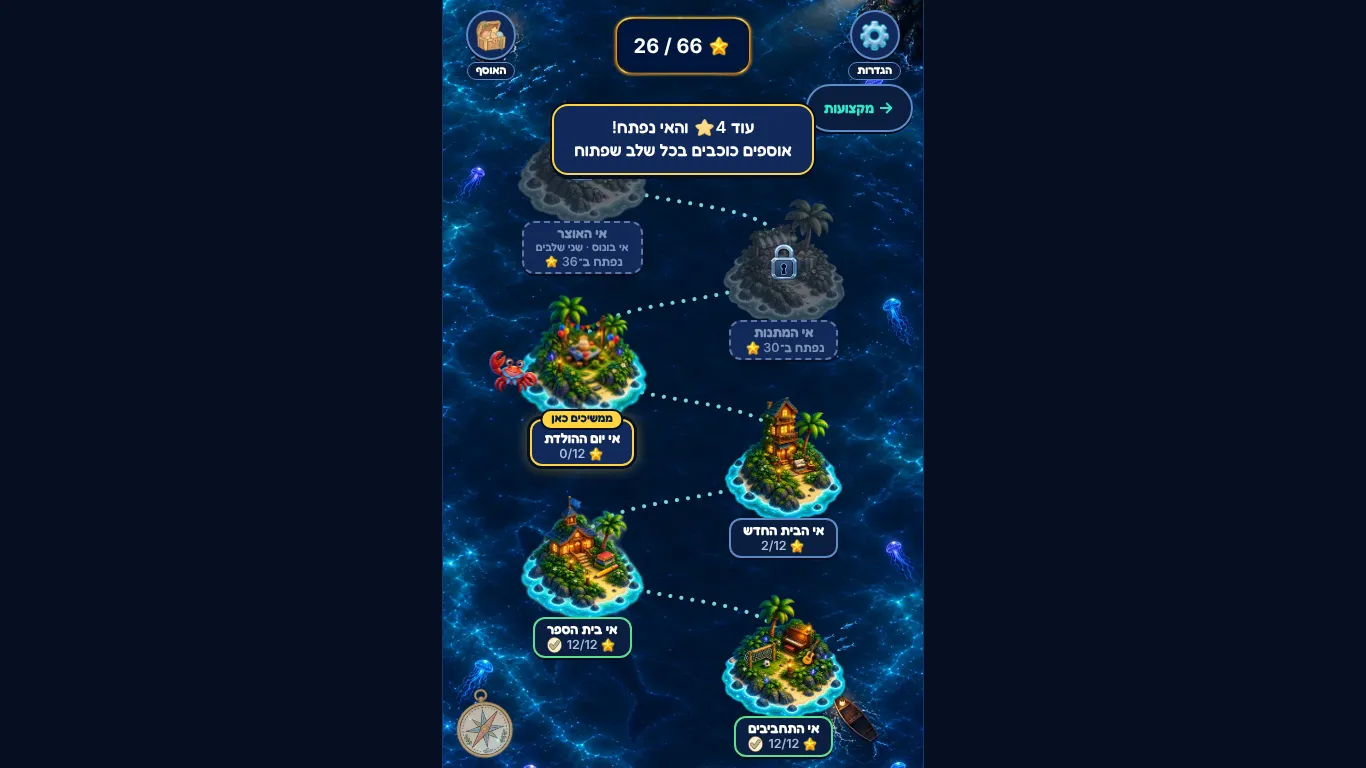 26 / 66
האוסף
הגדרות
מקצועות →
עוד 4 והאי נפתח!
אוספים כוכבים בכל שלב שפתוח
אי האוצר
אי בונוס · שני שלבים
נפתח ב־36
אי המתנות
נפתח ב־30
ממשיכים כאן
אי יום ההולדת
0/12
אי הבית החדש
2/12
אי בית הספר
12/12
אי התחביבים
12/12